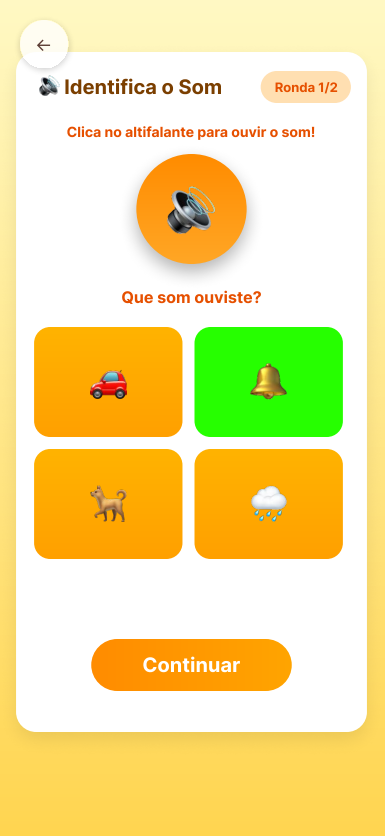 Identifica o Som
Ronda 1/2
Clica no altifalante para ouvir o som!
Que som ouviste?
Continuar